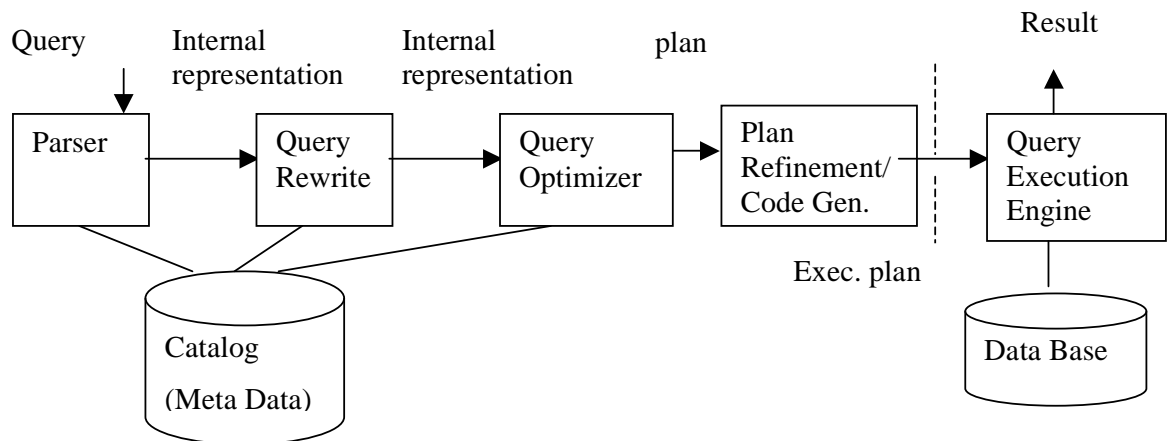 Query
Internal
representation
Internal
representation
plan
Result
Parser
Query
Rewrite
Query
Optimizer
Plan
Refinement/
Code Gen.
Query
Execution
Engine
Exec. plan
Catalog
(Meta Data)
Data Base